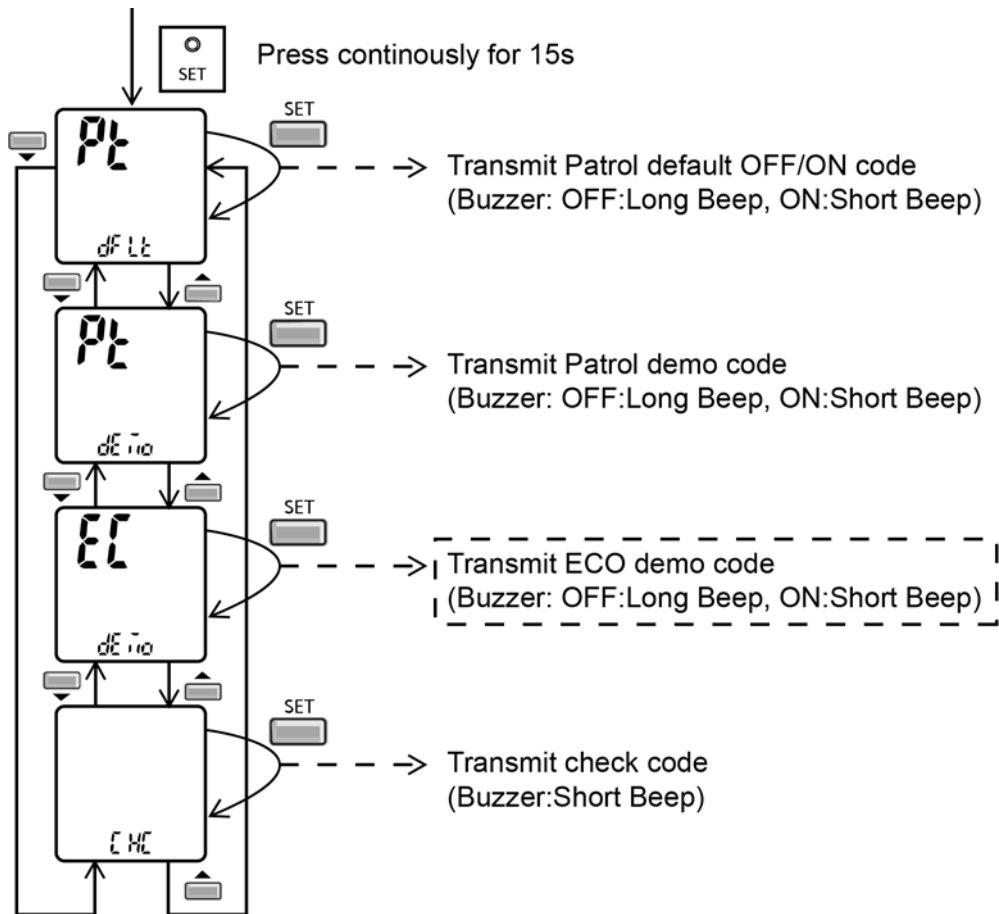 SET
Press continously for 15s
SET
Pt
dFLt
Transmit Patrol default OFF/ON code
(Buzzer: OFF:Long Beep, ON:Short Beep)
SET
Pt
dEmo
Transmit Patrol demo code
(Buzzer: OFF:Long Beep, ON:Short Beep)
SET
EC
dEmo
Transmit ECO demo code
(Buzzer: OFF:Long Beep, ON:Short Beep)
SET
CHC
Transmit check code
(Buzzer:Short Beep)